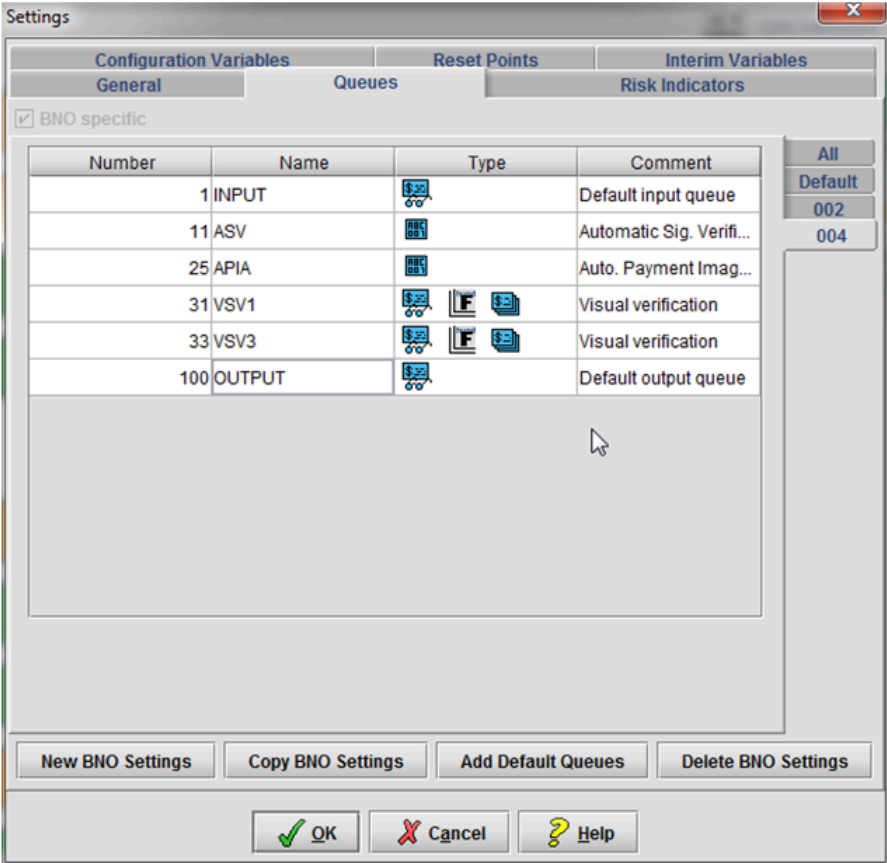 Settings
Configuration Variables Reset Points Interim Variables
General Queues Risk Indicators
BNO specific
All
Default
002
004
Number Name Type Comment
1 INPUT Default input queue
11 ASV Automatic Sig. Verifi...
25 APIA Auto. Payment Imag...
31 VSV1 Visual verification
33 VSV3 Visual verification
100 OUTPUT Default output queue
New BNO Settings Copy BNO Settings Add Default Queues Delete BNO Settings
OK Cancel Help